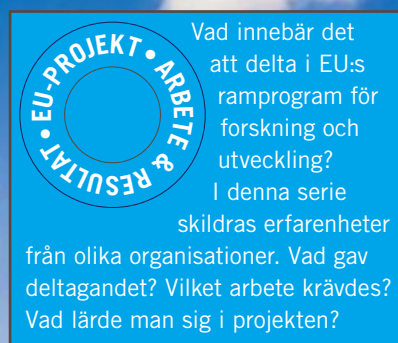 EU-PROJEKT • ARBETE & RESULTAT •
Vad innebär det
att delta i EU:s
ramprogram för
forskning och
utveckling?
I denna serie
skildras erfarenheter
från olika organisationer. Vad gav
deltagandet? Vilket arbete krävdes?
Vad lärde man sig i projekten?